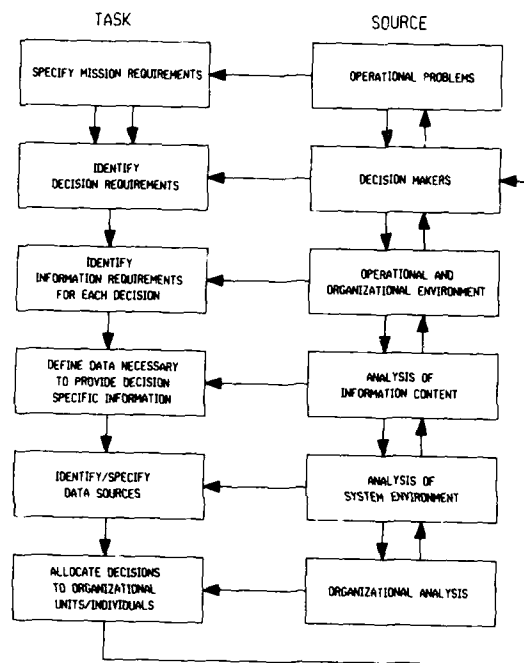 TASK
SOURCE
SPECIFY MISSION REQUIREMENTS
OPERATIONAL PROBLEMS
IDENTIFY
DECISION REQUIREMENTS
DECISION MAKERS
IDENTIFY
INFORMATION REQUIREMENTS
FOR EACH DECISION
OPERATIONAL AND
ORGANIZATIONAL ENVIRONMENT
DEFINE DATA NECESSARY
TO PROVIDE DECISION
SPECIFIC INFORMATION
ANALYSIS OF
INFORMATION CONTENT
IDENTIFY/SPECIFY
DATA SOURCES
ANALYSIS OF
SYSTEM ENVIRONMENT
ALLOCATE DECISIONS
TO ORGANIZATIONAL
UNITS/INDIVIDUALS
ORGANIZATIONAL ANALYSIS